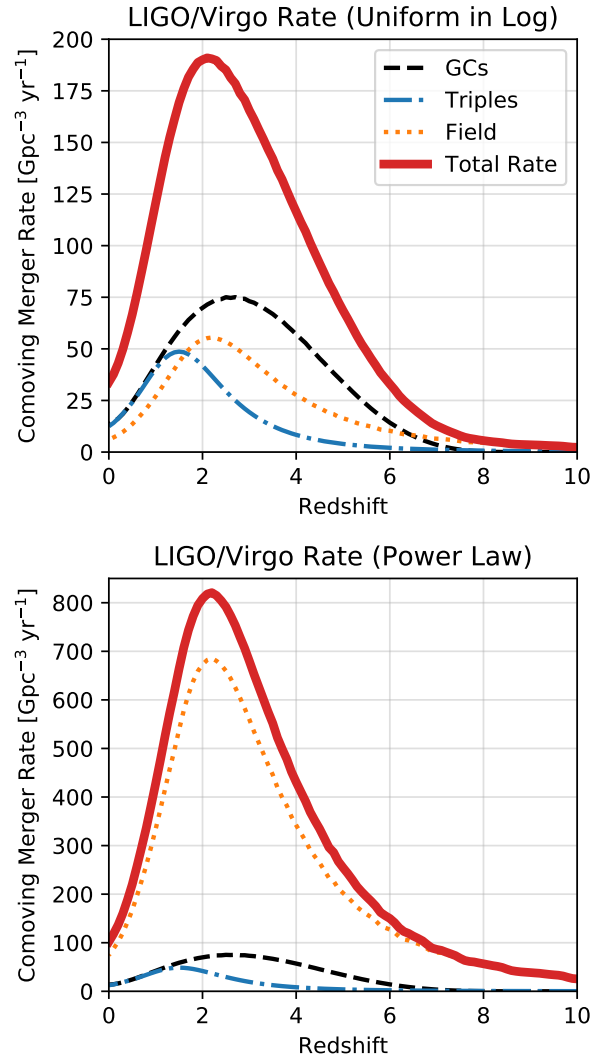 LIGO/Virgo Rate (Uniform in Log)
Comoving Merger Rate [Gpc⁻³ yr⁻¹]
200
175
150
125
100
75
50
25
0
GCs
Triples
Field
Total Rate
0 2 4 6 8 10
Redshift
LIGO/Virgo Rate (Power Law)
Comoving Merger Rate [Gpc⁻³ yr⁻¹]
800
700
600
500
400
300
200
100
0
0 2 4 6 8 10
Redshift